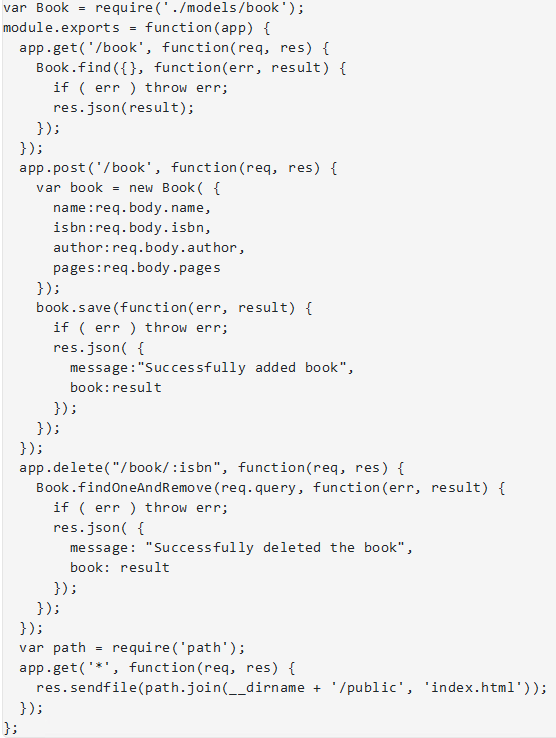 var Book = require('./models/book');
module.exports = function(app) {
  app.get('/book', function(req, res) {
    Book.find({}, function(err, result) {
      if ( err ) throw err;
      res.json(result);
    });
  });
  app.post('/book', function(req, res) {
    var book = new Book( {
      name:req.body.name,
      isbn:req.body.isbn,
      author:req.body.author,
      pages:req.body.pages
    });
    book.save(function(err, result) {
      if ( err ) throw err;
      res.json( {
        message:"Successfully added book",
        book:result
      });
    });
  });
  app.delete("/book/:isbn", function(req, res) {
    Book.findOneAndRemove(req.query, function(err, result) {
      if ( err ) throw err;
      res.json( {
        message: "Successfully deleted the book",
        book: result
      });
    });
  });
  var path = require('path');
  app.get('*', function(req, res) {
    res.sendfile(path.join(__dirname + '/public', 'index.html'));
  });
};